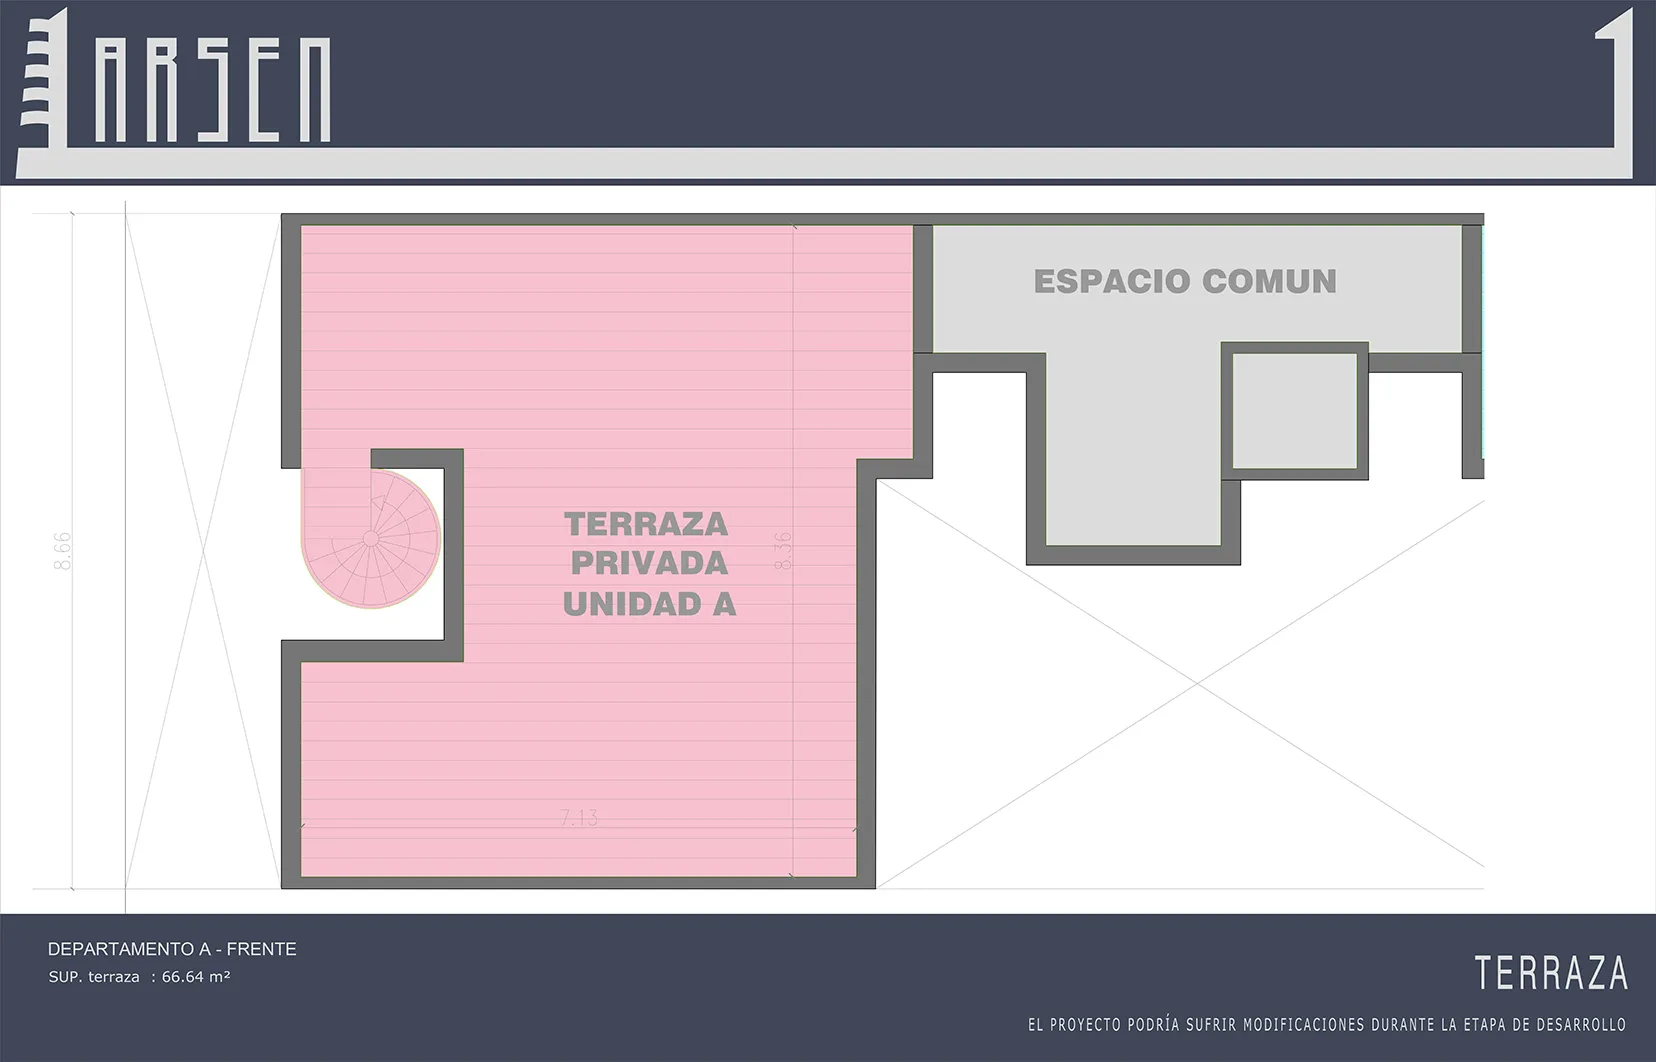 LARSEN
ESPACIO COMUN
TERRAZA
PRIVADA
UNIDAD A
8.66
8.36
7.13
DEPARTAMENTO A - FRENTE
SUP. terraza : 66.64 m²
TERRAZA
EL PROYECTO PODRÍA SUFRIR MODIFICACIONES DURANTE LA ETAPA DE DESARROLLO